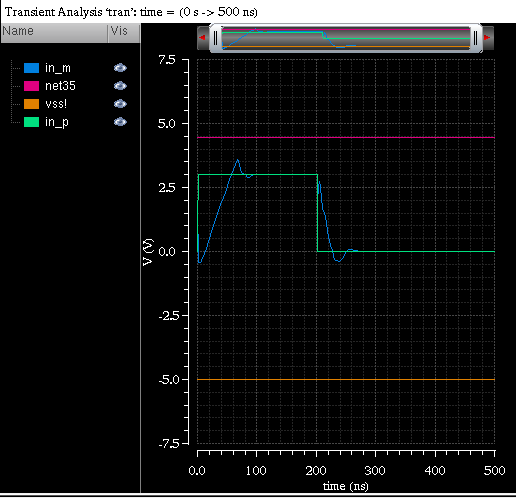 Transient Analysis 'tran': time = (0 s -> 500 ns)
Name Vis
in_m
net35
vss!
in_p
7.5
5.0
2.5
0.0
-2.5
-5.0
-7.5
V (V)
0.0 100 200 300 400 500
time (ns)